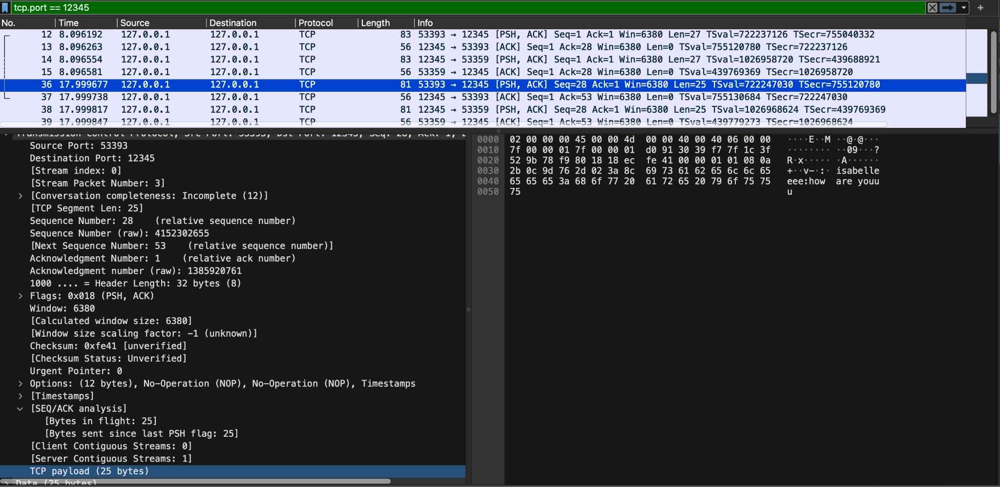 tcp.port == 12345
No. Time Source Destination Protocol Length Info
12 8.096192 127.0.0.1 127.0.0.1 TCP 83 53393 → 12345 [PSH, ACK] Seq=1 Ack=1 Win=6380 Len=27 TSval=722237126 TSecr=755040332
13 8.096263 127.0.0.1 127.0.0.1 TCP 56 12345 → 53393 [ACK] Seq=1 Ack=28 Win=6380 Len=0 TSval=755120780 TSecr=722237126
14 8.096554 127.0.0.1 127.0.0.1 TCP 83 12345 → 53359 [PSH, ACK] Seq=1 Ack=1 Win=6380 Len=27 TSval=1026958720 TSecr=439688921
15 8.096581 127.0.0.1 127.0.0.1 TCP 56 53359 → 12345 [ACK] Seq=1 Ack=28 Win=6380 Len=0 TSval=439769369 TSecr=1026958720
36 17.999677 127.0.0.1 127.0.0.1 TCP 81 53393 → 12345 [PSH, ACK] Seq=28 Ack=1 Win=6380 Len=25 TSval=722247030 TSecr=755120780
37 17.999738 127.0.0.1 127.0.0.1 TCP 56 12345 → 53393 [ACK] Seq=1 Ack=53 Win=6380 Len=0 TSval=755130684 TSecr=722247030
38 17.999817 127.0.0.1 127.0.0.1 TCP 81 12345 → 53359 [PSH, ACK] Seq=28 Ack=1 Win=6380 Len=25 TSval=1026968624 TSecr=439769369
39 17.999847 127.0.0.1 127.0.0.1 TCP 56 53359 → 12345 [ACK] Seq=1 Ack=53 Win=6380 Len=0 TSval=439779273 TSecr=1026968624
Transmission Control Protocol, Src Port: 53393, Dst Port: 12345, Seq: 28, Ack: 1,
Source Port: 53393
Destination Port: 12345
[Stream index: 0]
[Stream Packet Number: 3]
[Conversation completeness: Incomplete (12)]
[TCP Segment Len: 25]
Sequence Number: 28 (relative sequence number)
Sequence Number (raw): 4152302655
[Next Sequence Number: 53 (relative sequence number)]
Acknowledgment Number: 1 (relative ack number)
Acknowledgment number (raw): 1385920761
1000 .... = Header Length: 32 bytes (8)
Flags: 0x018 (PSH, ACK)
Window: 6380
[Calculated window size: 6380]
[Window size scaling factor: -1 (unknown)]
Checksum: 0xfe41 [unverified]
[Checksum Status: Unverified]
Urgent Pointer: 0
Options: (12 bytes), No-Operation (NOP), No-Operation (NOP), Timestamps
[Timestamps]
[SEQ/ACK analysis]
[Bytes in flight: 25]
[Bytes sent since last PSH flag: 25]
[Client Contiguous Streams: 0]
[Server Contiguous Streams: 1]
TCP payload (25 bytes)
Data (25 bytes)
0000 02 00 00 00 45 00 00 4d 00 00 40 00 40 06 00 00 ····E··M ··@·@···
0010 7f 00 00 01 7f 00 00 01 d0 91 30 39 f7 7f 1c 3f ········ ··09···?
0020 52 9b 78 f9 80 18 18 ec fe 41 00 00 01 01 08 0a R·x····· ·A······
0030 2b 0c 9d 76 2d 02 3a 8c 69 73 61 62 65 6c 6c 65 +··v-·:· isabelle
0040 65 65 65 3a 68 6f 77 20 61 72 65 20 79 6f 75 75 eee:how are youu
0050 75 u